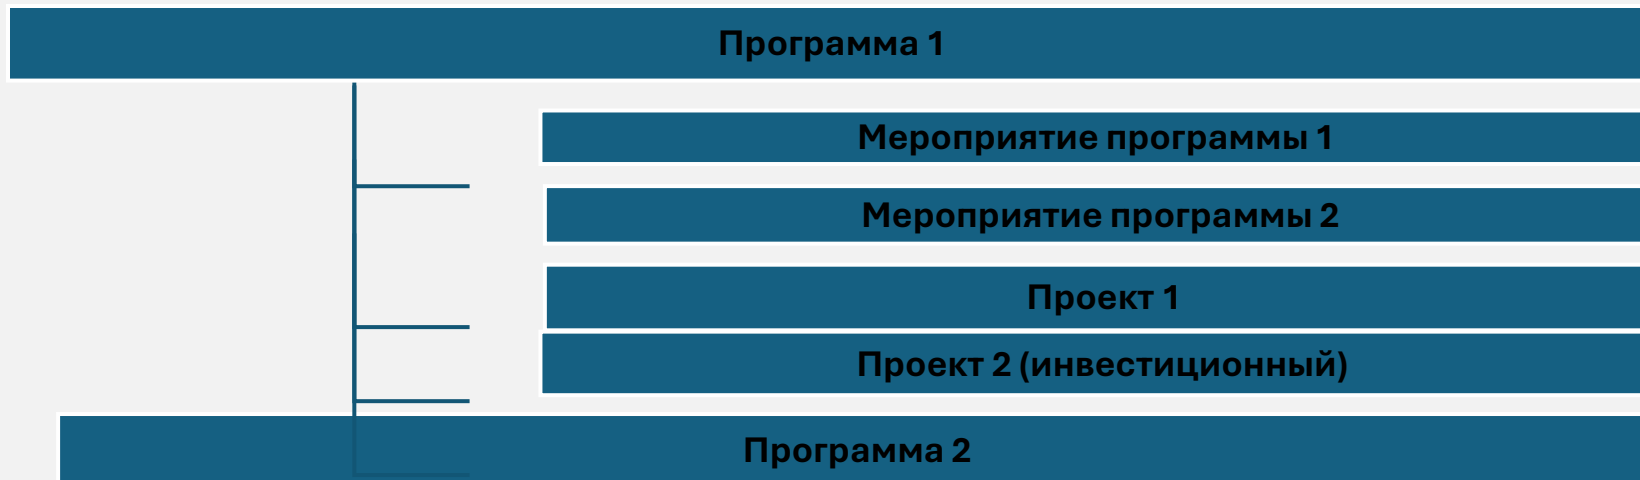 Программа 1
Мероприятие программы 1
Мероприятие программы 2
Проект 1
Проект 2 (инвестиционный)
Программа 2